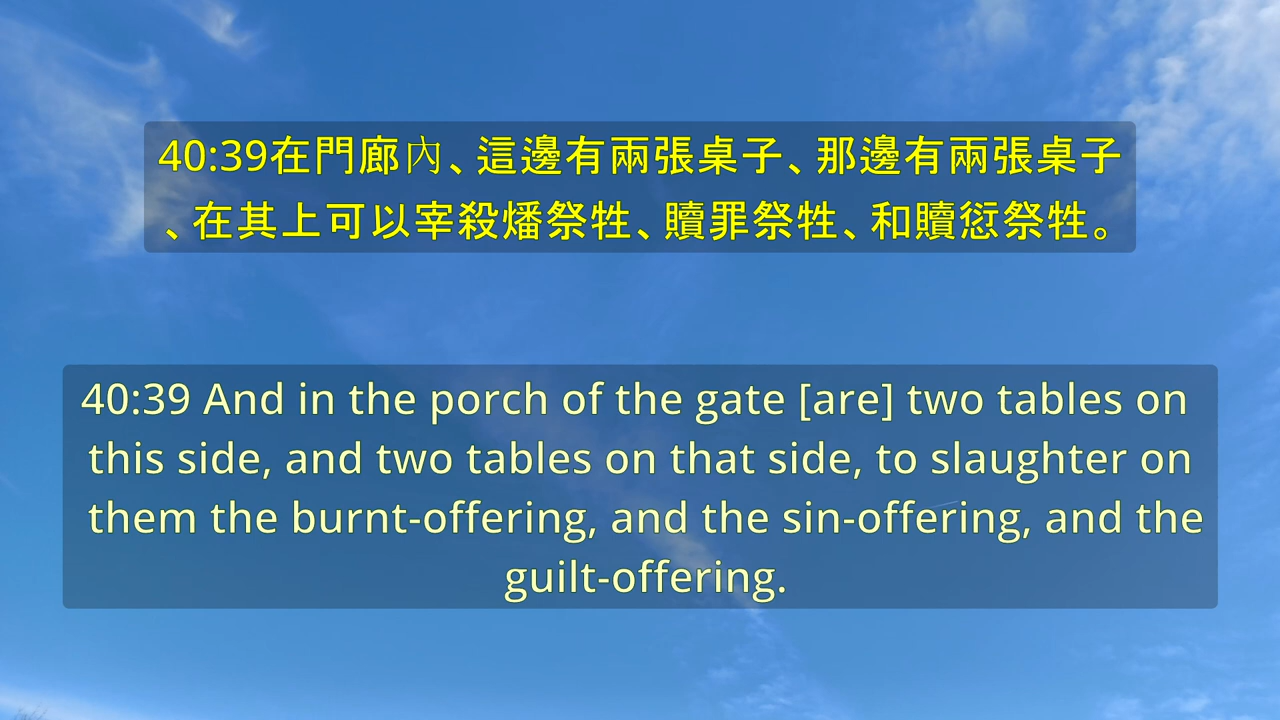 40:39在門廊內、這邊有兩張桌子、那邊有兩張桌子
、在其上可以宰殺燔祭牲、贖罪祭牲、和贖愆祭牲。
40:39 And in the porch of the gate [are] two tables on
this side, and two tables on that side, to slaughter on
them the burnt-offering, and the sin-offering, and the
guilt-offering.